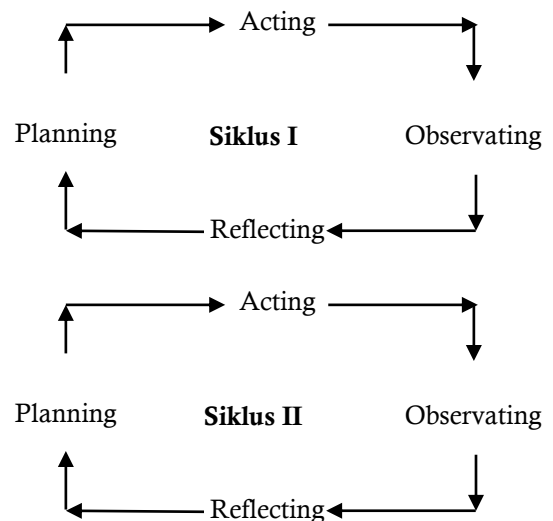 Acting
Planning Siklus I Observating
Reflecting
Acting
Planning Siklus II Observating
Reflecting